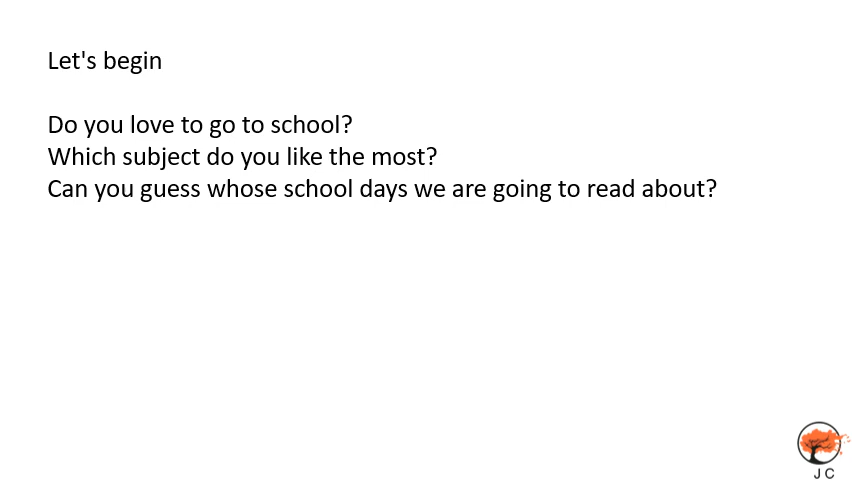 Let's begin
Do you love to go to school?
Which subject do you like the most?
Can you guess whose school days we are going to read about?
J C